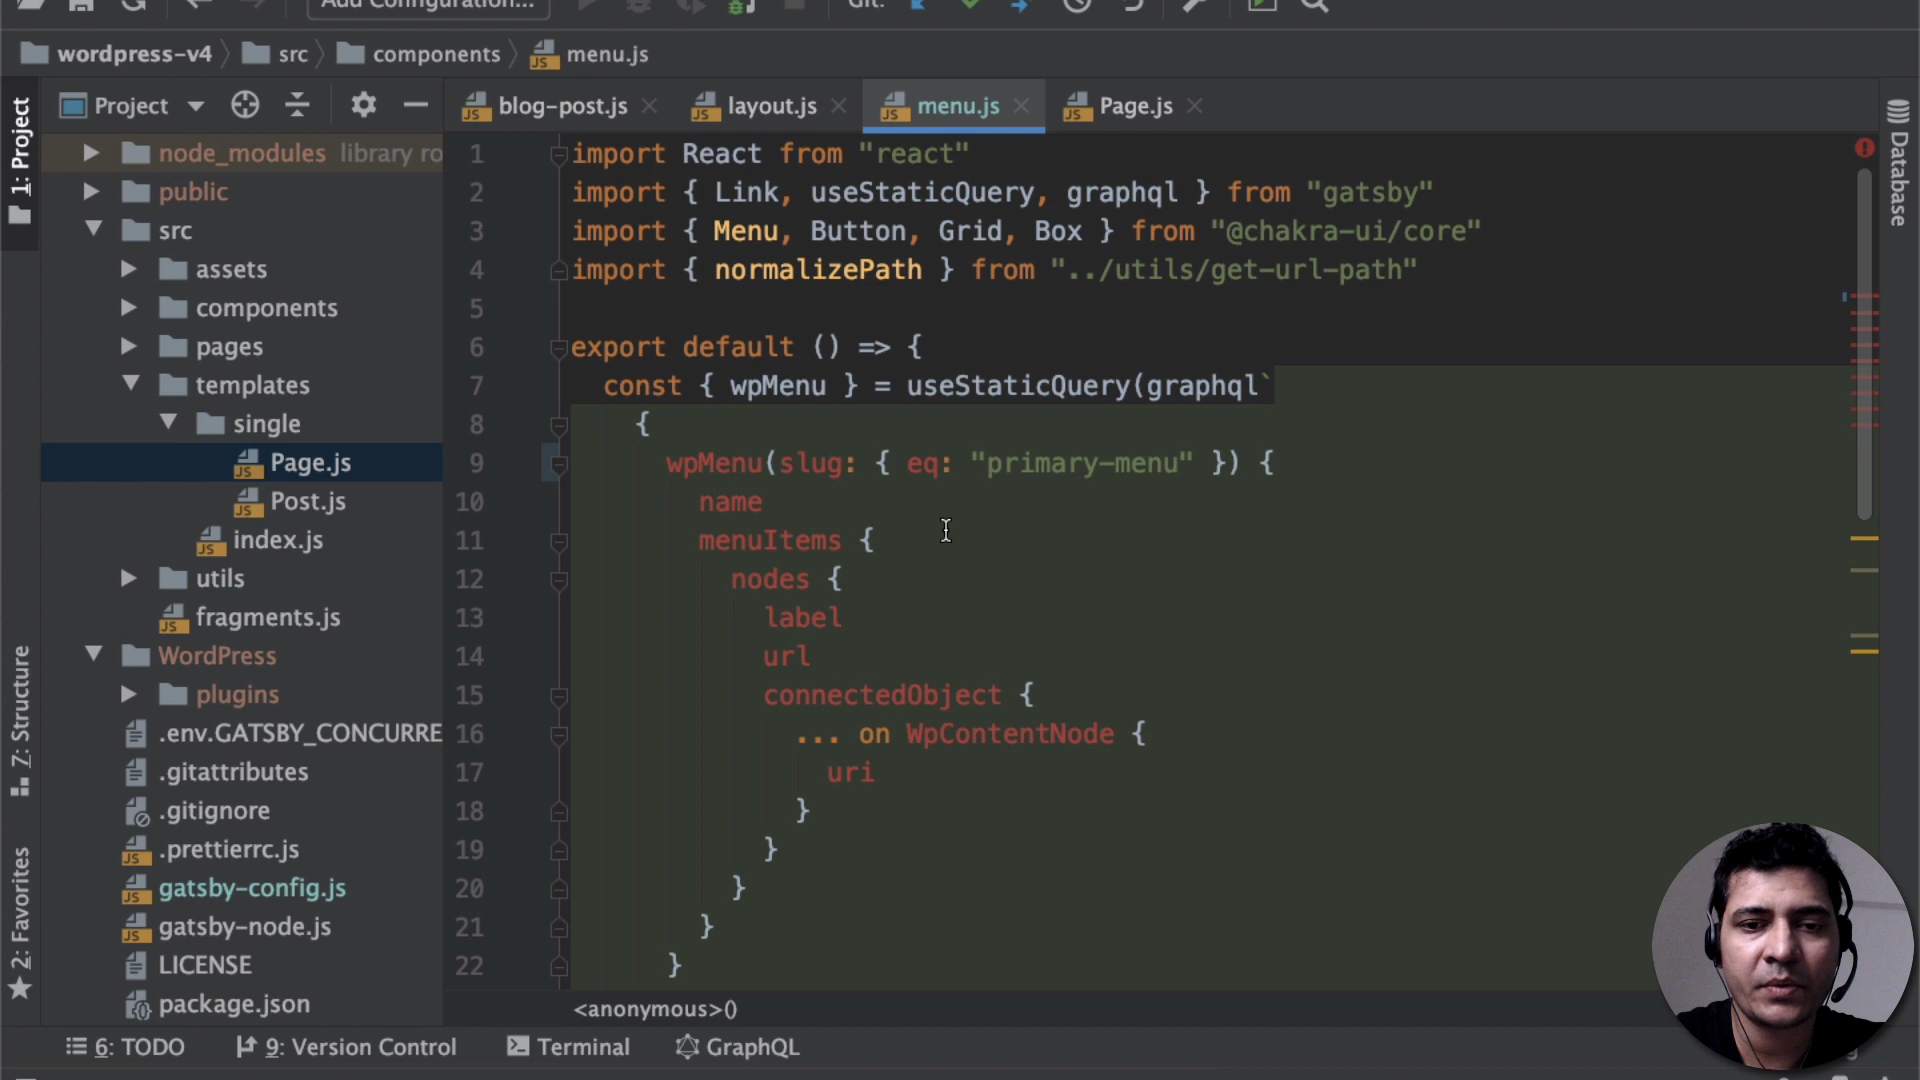 Add Configuration...
Git:
wordpress-v4
src
components
menu.js
1: Project
Project
blog-post.js
layout.js
menu.js
Page.js
node_modules library ro
public
src
assets
components
pages
templates
single
Page.js
Post.js
index.js
utils
fragments.js
WordPress
plugins
.env.GATSBY_CONCURRE
.gitattributes
.gitignore
.prettierrc.js
gatsby-config.js
gatsby-node.js
LICENSE
package.json
Z: Structure
2: Favorites
1 import React from "react"
2 import { Link, useStaticQuery, graphql } from "gatsby"
3 import { Menu, Button, Grid, Box } from "@chakra-ui/core"
4 import { normalizePath } from "../utils/get-url-path"
5
6 export default () => {
7 const { wpMenu } = useStaticQuery(graphql`
8 {
9 wpMenu(slug: { eq: "primary-menu" }) {
10 name
11 menuItems {
12 nodes {
13 label
14 url
15 connectedObject {
16 ... on WpContentNode {
17 uri
18 }
19 }
20 }
21 }
22 }
<anonymous>()
Database
6: TODO
9: Version Control
Terminal
GraphQL